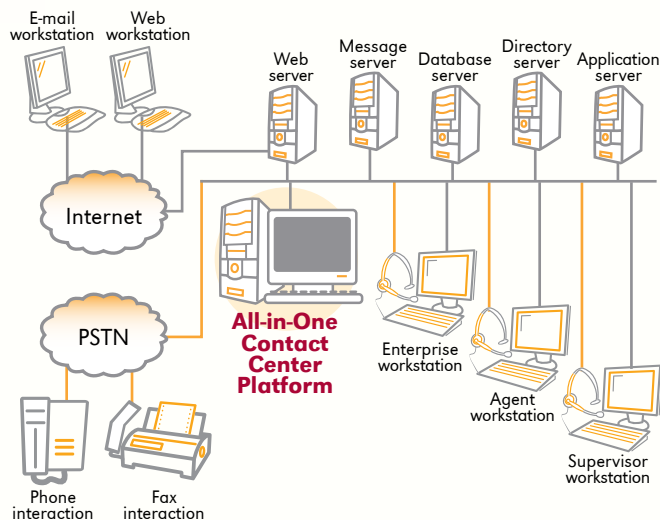 E-mail
workstation
Web
workstation
Web
server
Message
server
Database
server
Directory
server
Application
server
Internet
All-in-One
Contact
Center
Platform
PSTN
Enterprise
workstation
Agent
workstation
Supervisor
workstation
Phone
interaction
Fax
interaction